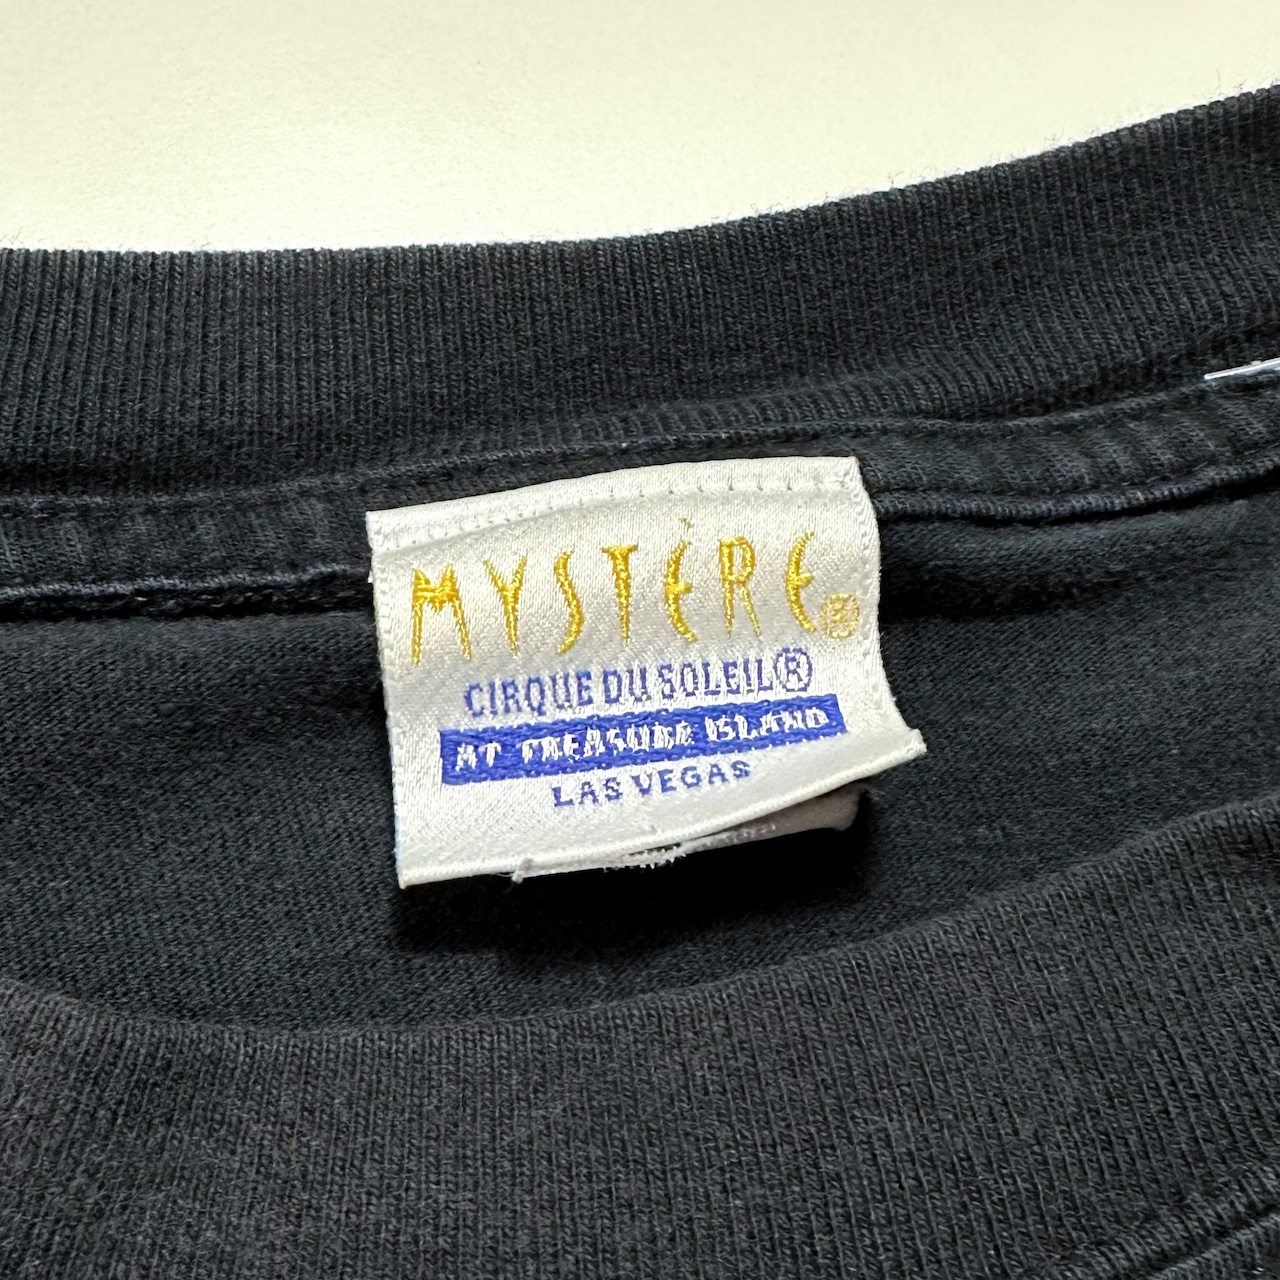 MYSTÈRE®
CIRQUE DU SOLEIL®
AT TREASURE ISLAND
LAS VEGAS